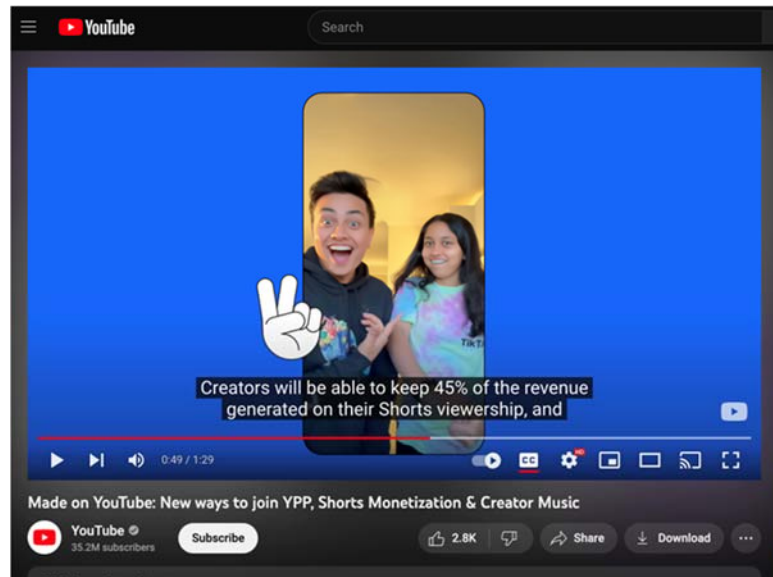 YouTube
Search
TikT
Creators will be able to keep 45% of the revenue
generated on their Shorts viewership, and
CC
HD
0:49 / 1:29
Made on YouTube: New ways to join YPP, Shorts Monetization & Creator Music
YouTube
35.2M subscribers
Subscribe
2.8K
Share
Download